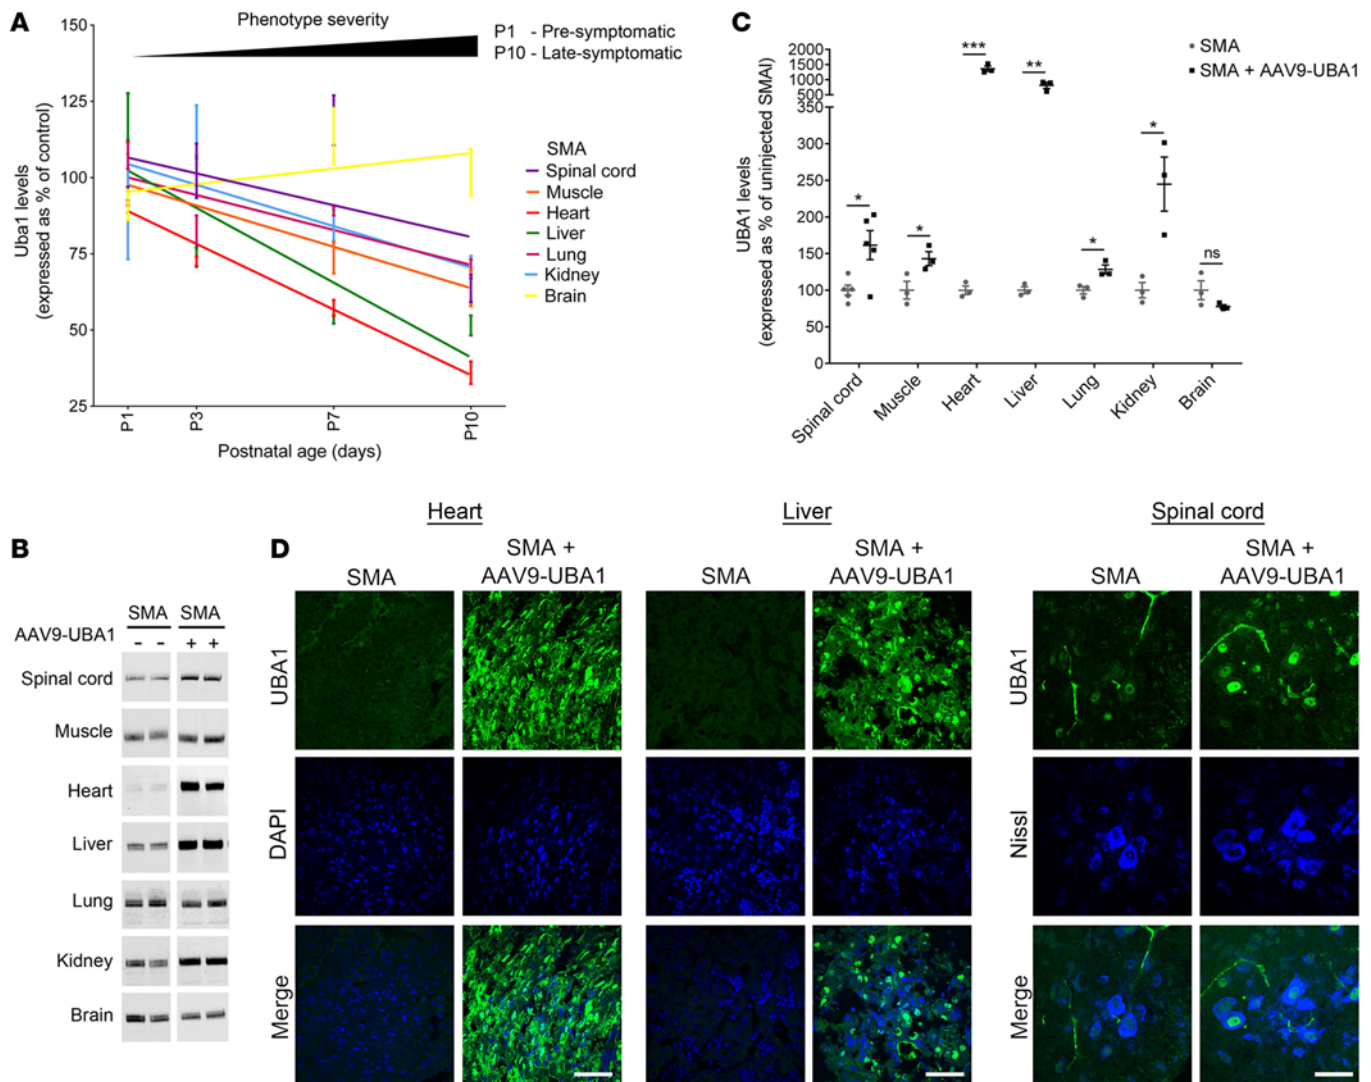 A
Phenotype severity
P1 - Pre-symptomatic
P10 - Late-symptomatic
150
125
100
75
50
25
Uba1 levels
(expressed as % of control)
P1
P3
P7
P10
Postnatal age (days)
SMA
Spinal cord
Muscle
Heart
Liver
Lung
Kidney
Brain
C
SMA
SMA + AAV9-UBA1
UBA1 levels
(expressed as % of uninjected SMAI)
2000
1500
1000
500
350
300
250
200
150
100
50
0
*
*
***
**
*
*
ns
Spinal cord
Muscle
Heart
Liver
Lung
Kidney
Brain
B
SMA SMA
AAV9-UBA1 - - + +
Spinal cord
Muscle
Heart
Liver
Lung
Kidney
Brain
D
Heart
Liver
Spinal cord
SMA
SMA +
AAV9-UBA1
SMA
SMA +
AAV9-UBA1
SMA
SMA +
AAV9-UBA1
UBA1
DAPI
Merge
UBA1
Nissl
Merge